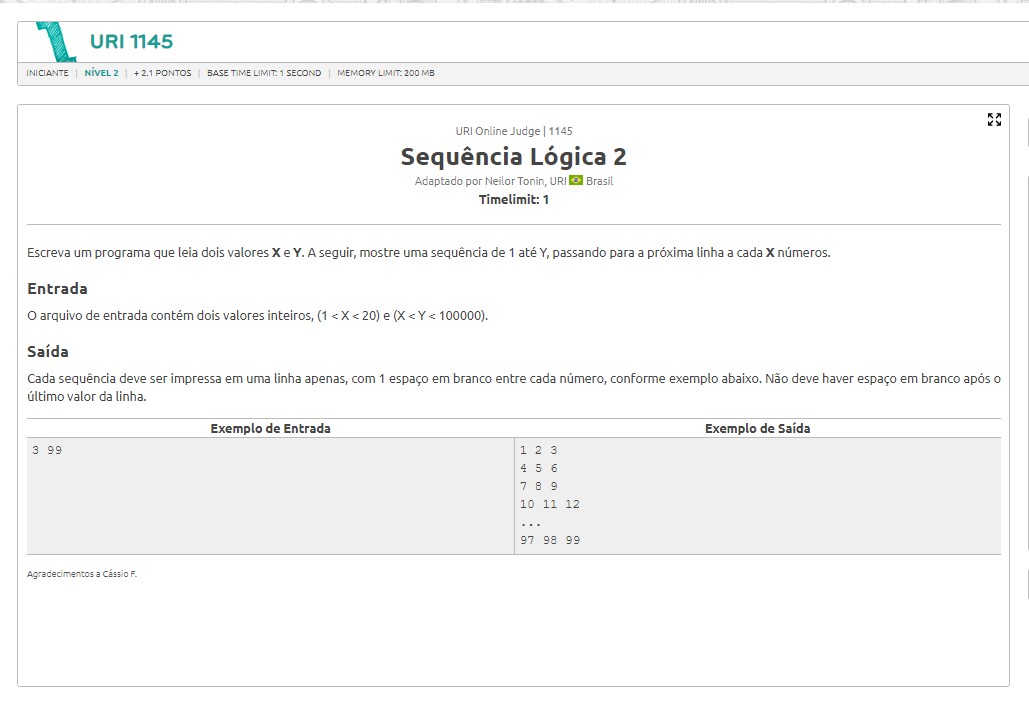 URI 1145
INICIANTE | NÍVEL 2 | + 2.1 PONTOS | BASE TIME LIMIT: 1 SECOND | MEMORY LIMIT: 200 MB
URI Online Judge | 1145
Sequência Lógica 2
Adaptado por Neilor Tonin, URI Brasil
Timelimit: 1
Escreva um programa que leia dois valores X e Y. A seguir, mostre uma sequência de 1 até Y, passando para a próxima linha a cada X números.
Entrada
O arquivo de entrada contém dois valores inteiros, (1 < X < 20) e (X < Y < 100000).
Saída
Cada sequência deve ser impressa em uma linha apenas, com 1 espaço em branco entre cada número, conforme exemplo abaixo. Não deve haver espaço em branco após o
último valor da linha.
Exemplo de Entrada Exemplo de Saída
3 99 1 2 3
4 5 6
7 8 9
10 11 12
...
97 98 99
Agradecimentos a Cássio F.